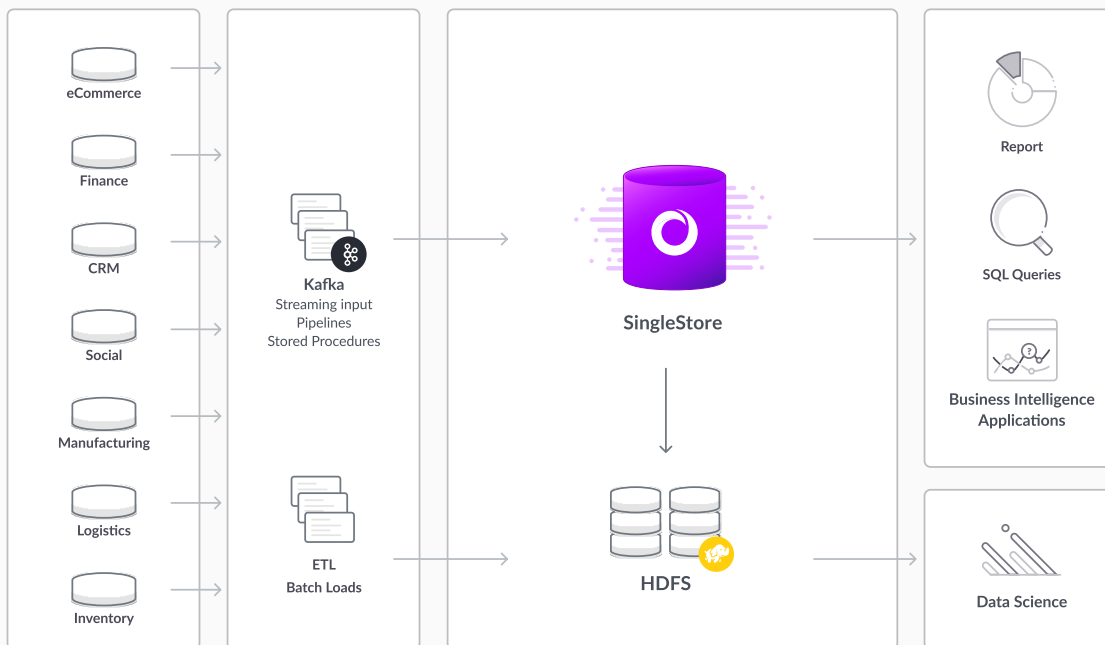 eCommerce
Finance
CRM
Social
Manufacturing
Logistics
Inventory
Kafka
Streaming input
Pipelines
Stored Procedures
ETL
Batch Loads
SingleStore
HDFS
Report
SQL Queries
?
Business Intelligence
Applications
Data Science